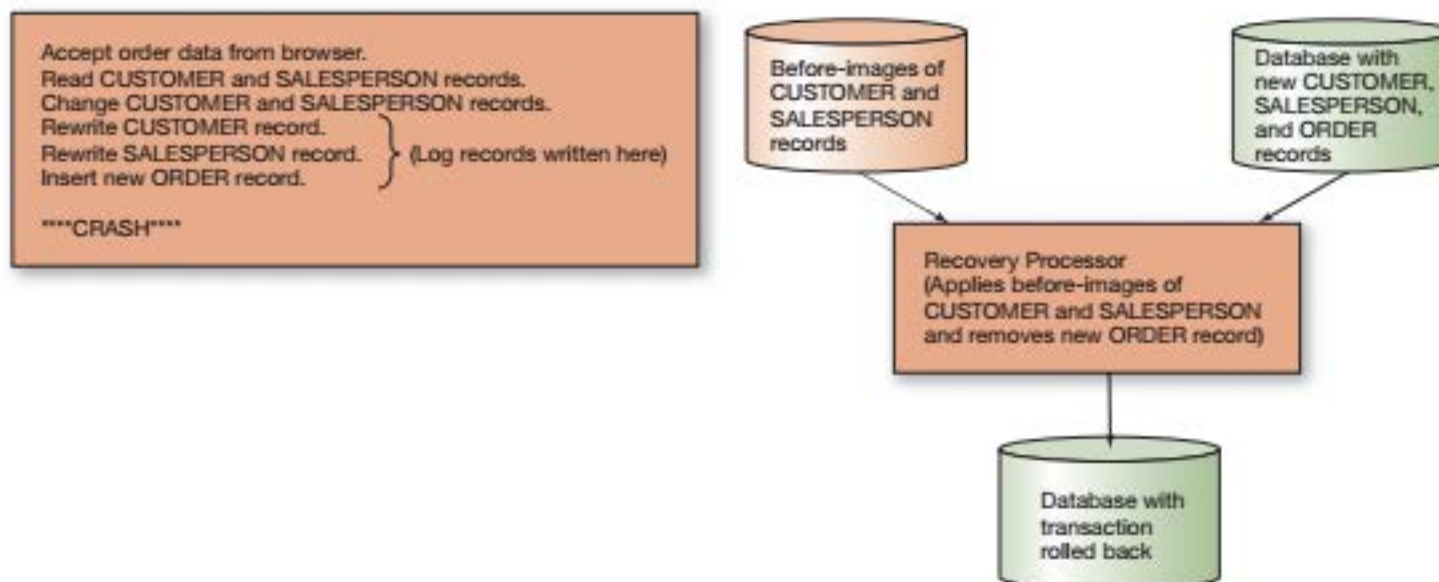 Accept order data from browser.
Read CUSTOMER and SALESPERSON records.
Change CUSTOMER and SALESPERSON records.
Rewrite CUSTOMER record.
Rewrite SALESPERSON record.
(Log records written here)
Insert new ORDER record.
****CRASH****
Before-images of
CUSTOMER and
SALESPERSON
records
Database with
new CUSTOMER,
SALESPERSON,
and ORDER
records
Recovery Processor
(Applies before-images of
CUSTOMER and SALESPERSON
and removes new ORDER record)
Database with
transaction
rolled back